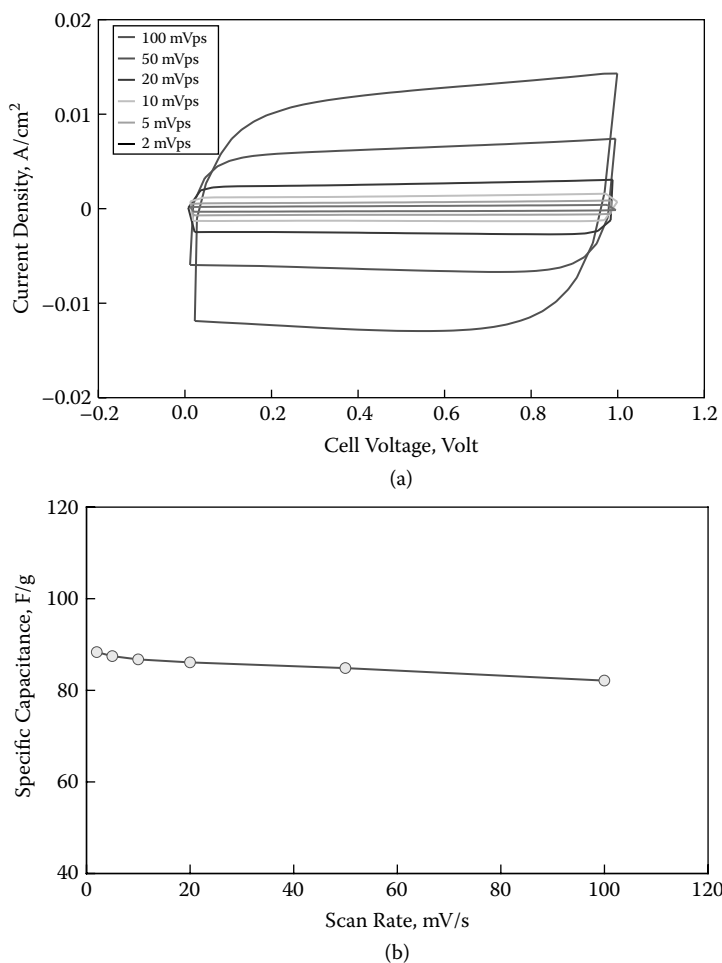 0.02
0.01
0
−0.01
−0.02
Current Density, A/cm²
100 mVps
50 mVps
20 mVps
10 mVps
5 mVps
2 mVps
−0.2 0.0 0.2 0.4 0.6 0.8 1.0 1.2
Cell Voltage, Volt
(a)
120
100
80
60
40
Specific Capacitance, F/g
0 20 40 60 80 100 120
Scan Rate, mV/s
(b)